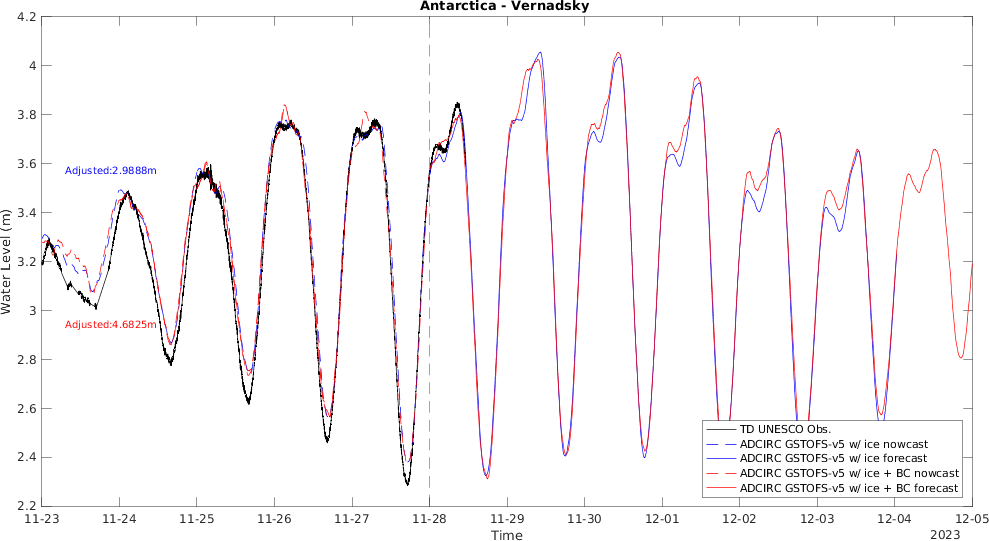 Antarctica - Vernadsky
4.2
4
3.8
3.6
3.4
3.2
3
2.8
2.6
2.4
2.2
Water Level (m)
Adjusted:2.9888m
Adjusted:4.6825m
TD UNESCO Obs.
ADCIRC GSTOFS-v5 w/ ice nowcast
ADCIRC GSTOFS-v5 w/ ice forecast
ADCIRC GSTOFS-v5 w/ ice + BC nowcast
ADCIRC GSTOFS-v5 w/ ice + BC forecast
11-23 11-24 11-25 11-26 11-27 11-28 11-29 11-30 12-01 12-02 12-03 12-04 12-05
Time
2023